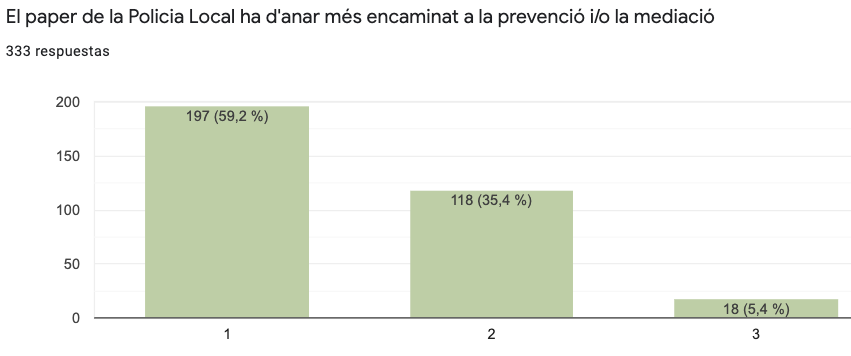 El paper de la Policia Local ha d'anar més encaminat a la prevenció i/o la mediació
333 respuestas
200
197 (59,2 %)
150
118 (35,4 %)
100
50
18 (5,4 %)
0
1 2 3